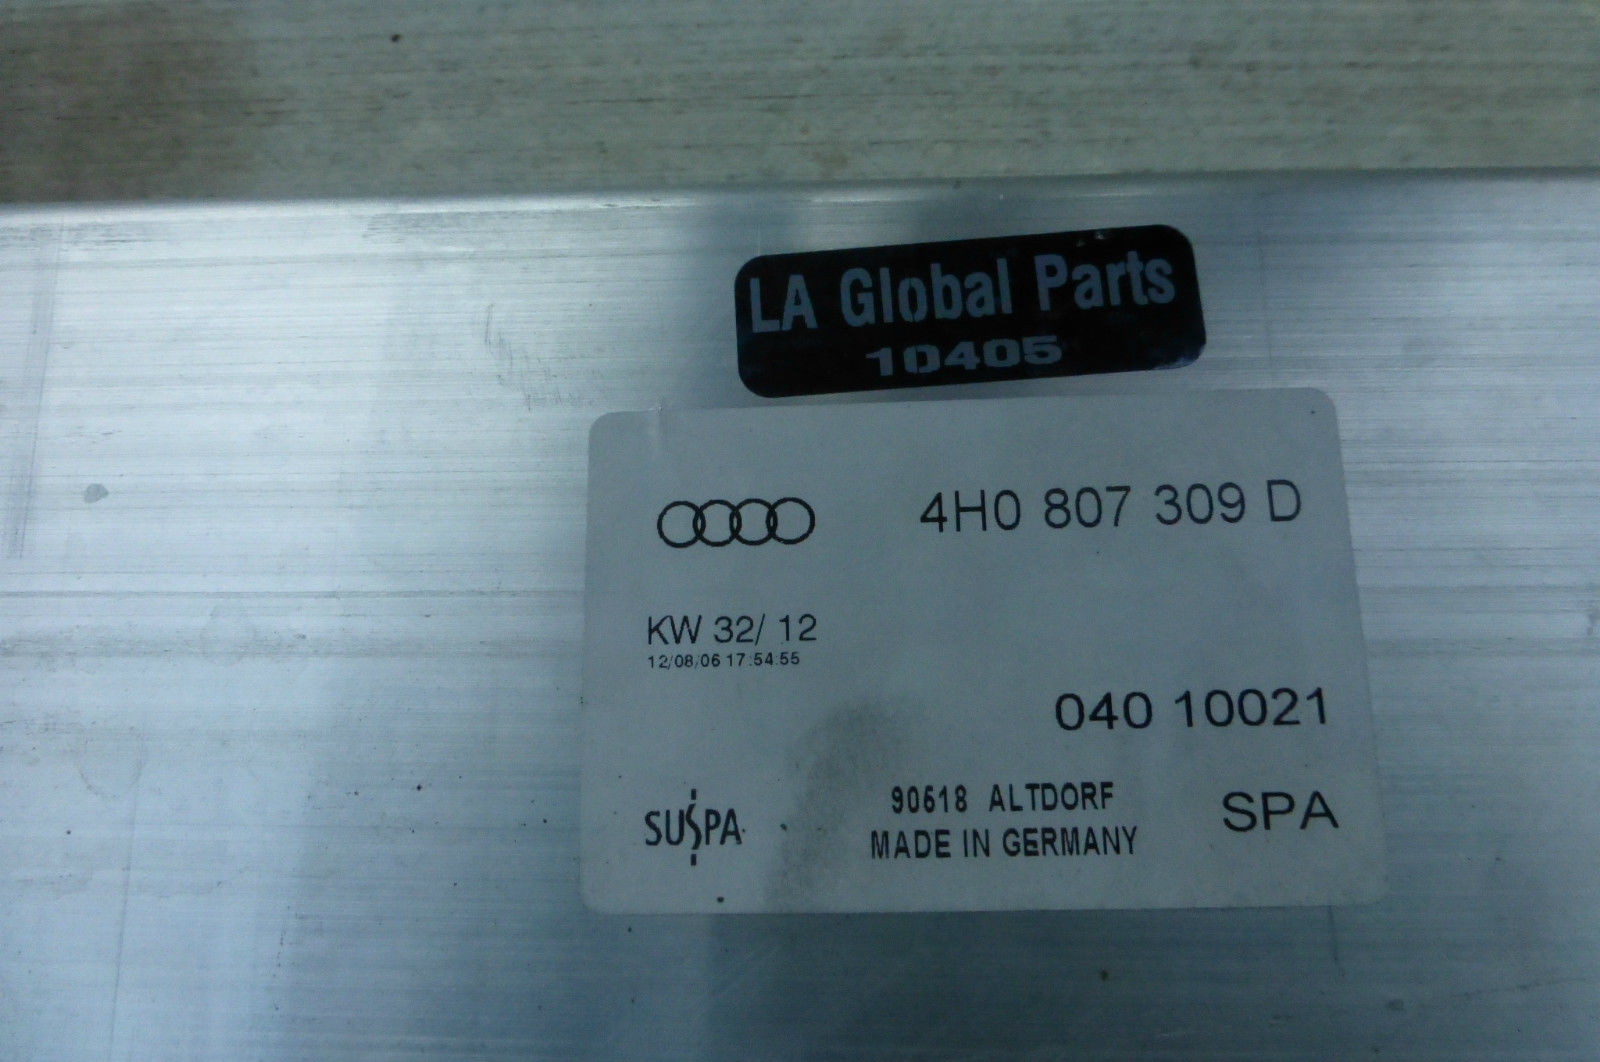 LA Global Parts
10405
4H0 807 309 D
KW 32/ 12
12/08/06 17:54:55
040 10021
SUSPA
90518 ALTDORF
MADE IN GERMANY
SPA